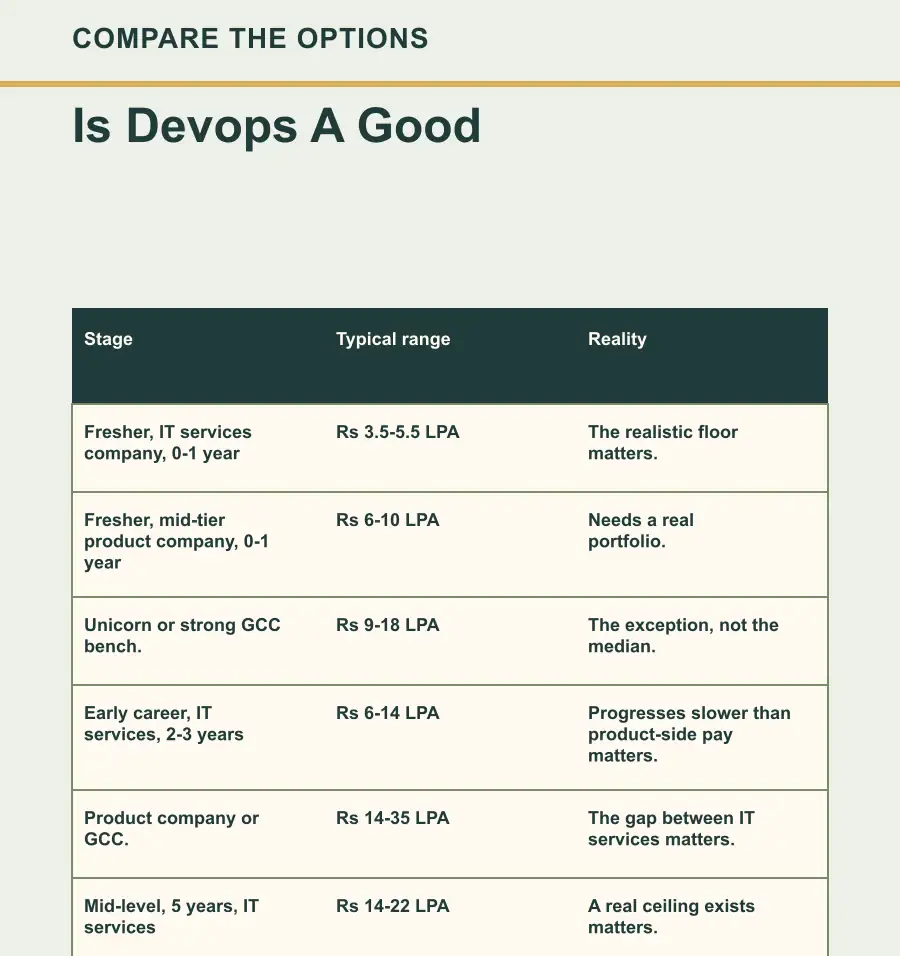 COMPARE THE OPTIONS
Is Devops A Good
Stage Typical range Reality
Fresher, IT services Rs 3.5-5.5 LPA The realistic floor
company, 0-1 year matters.
Fresher, mid-tier Rs 6-10 LPA Needs a real
product company, 0-1 portfolio.
year
Unicorn or strong GCC Rs 9-18 LPA The exception, not the
bench. median.
Early career, IT Rs 6-14 LPA Progresses slower than
services, 2-3 years product-side pay
matters.
Product company or Rs 14-35 LPA The gap between IT
GCC. services matters.
Mid-level, 5 years, IT Rs 14-22 LPA A real ceiling exists
services matters.